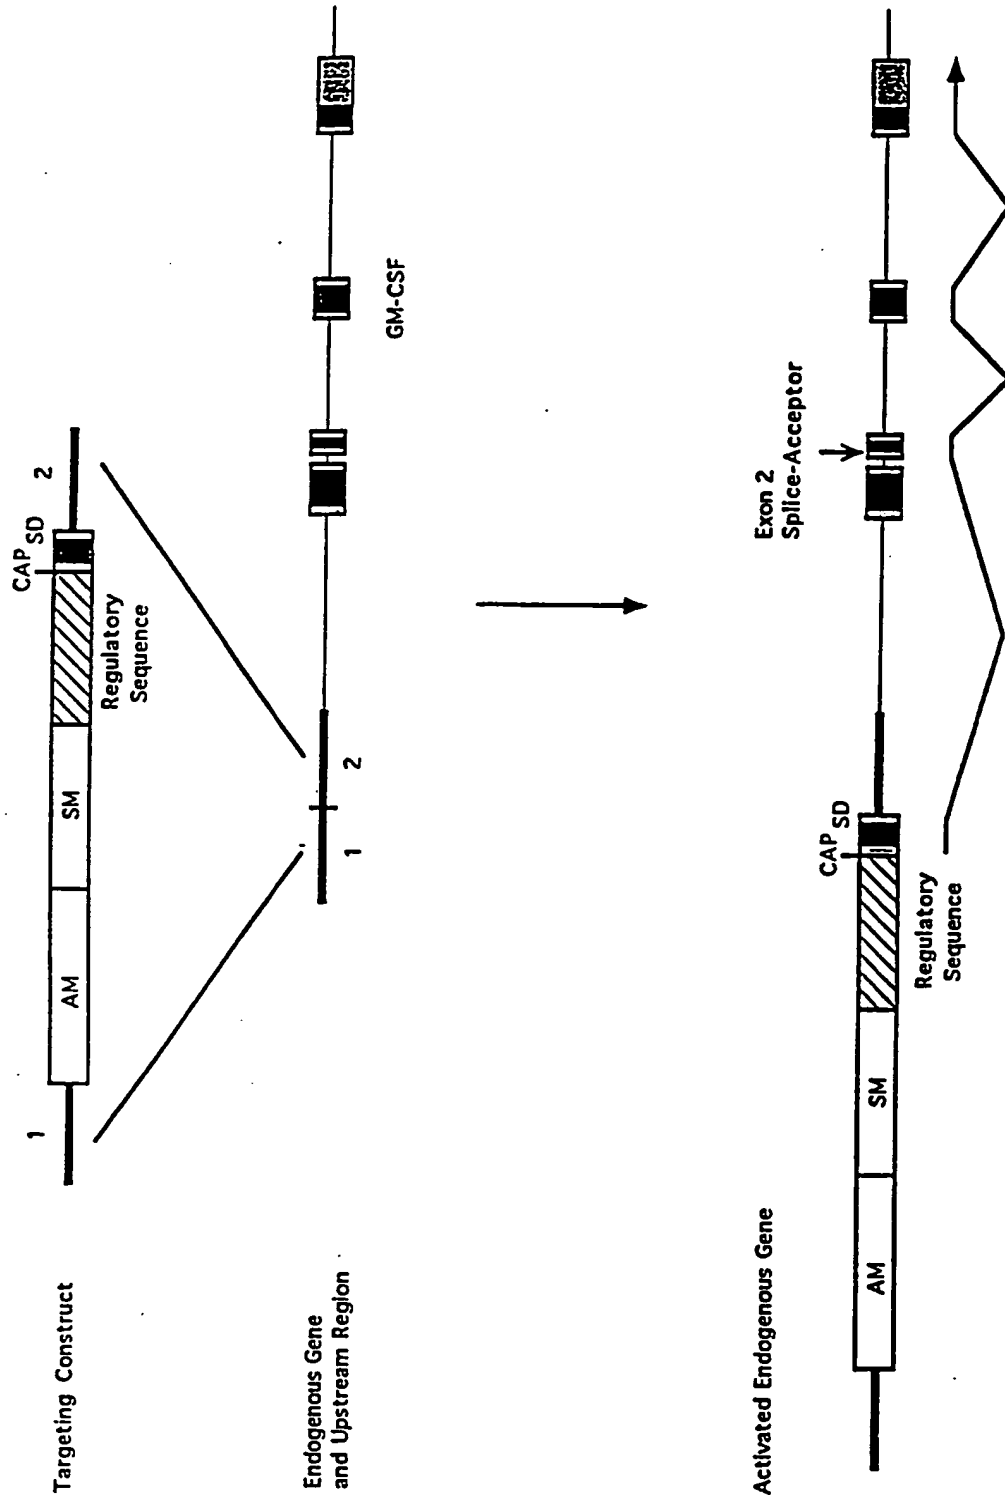 Targeting Construct
1
AM
SM
Regulatory
Sequence
CAP
SD
2
Endogenous Gene
and Upstream Region
1
2
GM-CSF
Activated Endogenous Gene
AM
SM
Regulatory
Sequence
CAP
SD
Exon 2
Splice-Acceptor